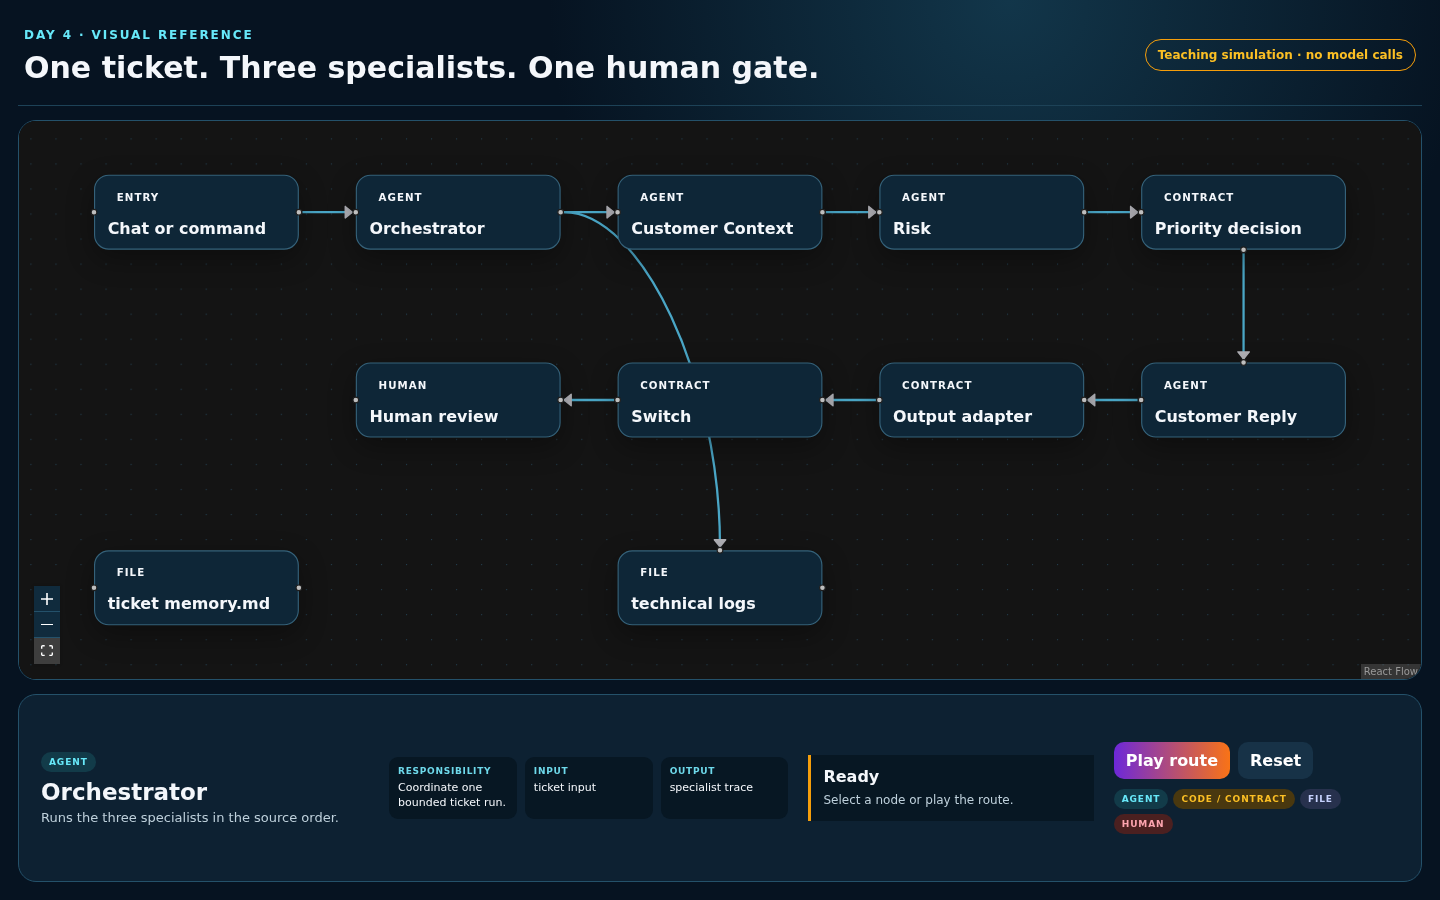 DAY 4 · VISUAL REFERENCE
One ticket. Three specialists. One human gate.
Teaching simulation · no model calls
ENTRY
Chat or command
AGENT
Orchestrator
AGENT
Customer Context
AGENT
Risk
CONTRACT
Priority decision
HUMAN
Human review
CONTRACT
Switch
CONTRACT
Output adapter
AGENT
Customer Reply
FILE
ticket memory.md
FILE
technical logs
React Flow
AGENT
Orchestrator
Runs the three specialists in the source order.
RESPONSIBILITY
Coordinate one
bounded ticket run.
INPUT
ticket input
OUTPUT
specialist trace
Ready
Select a node or play the route.
Play route
Reset
AGENT
CODE / CONTRACT
FILE
HUMAN